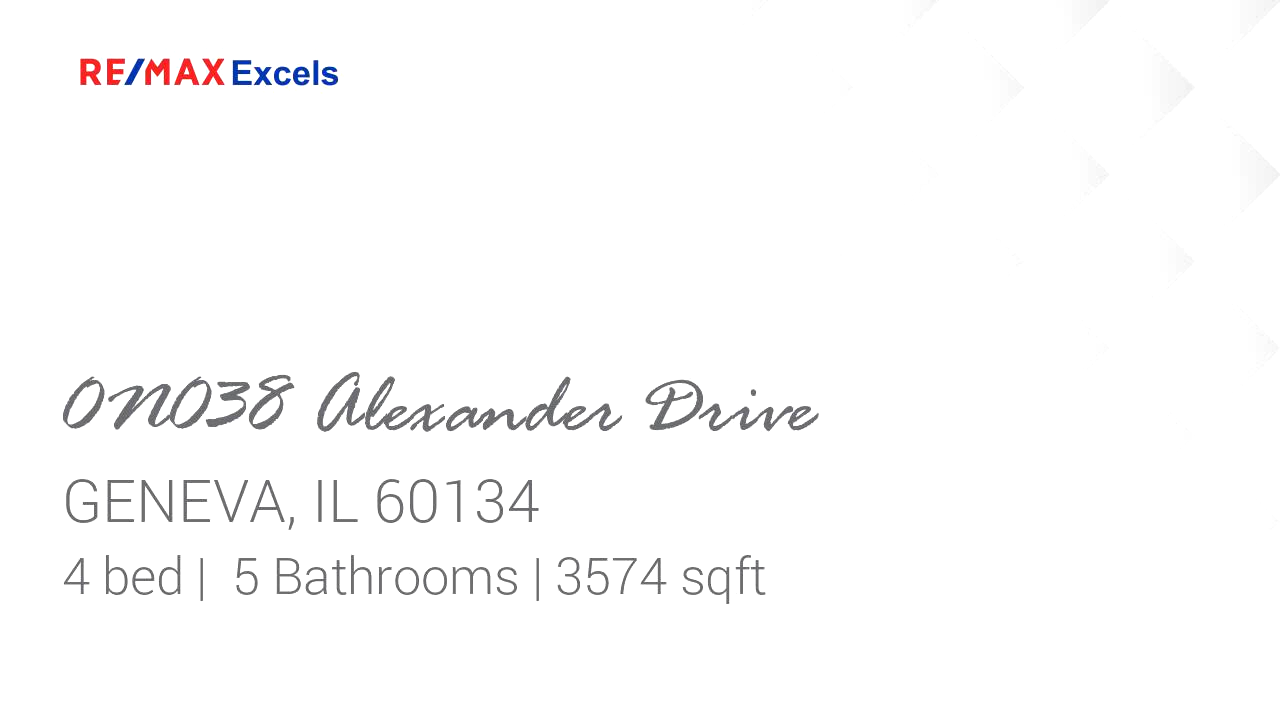 RE/MAX Excels
0N038 Alexander Drive
GENEVA, IL 60134
4 bed | 5 Bathrooms | 3574 sqft